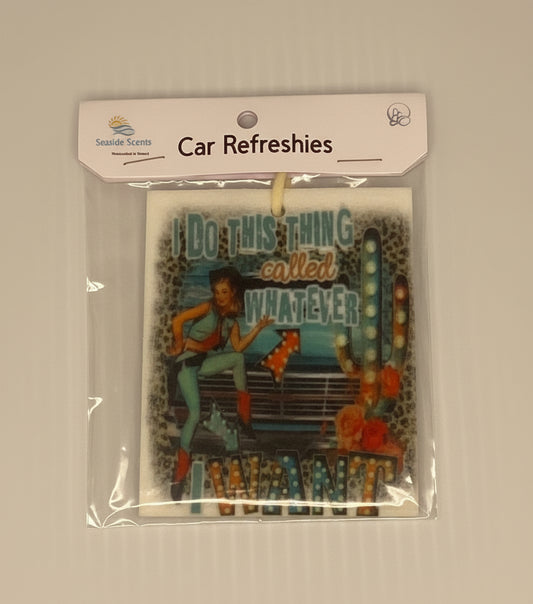 Seaside Scents
Car Refreshies
I DO THIS THING
called
WHATEVER
I WANT